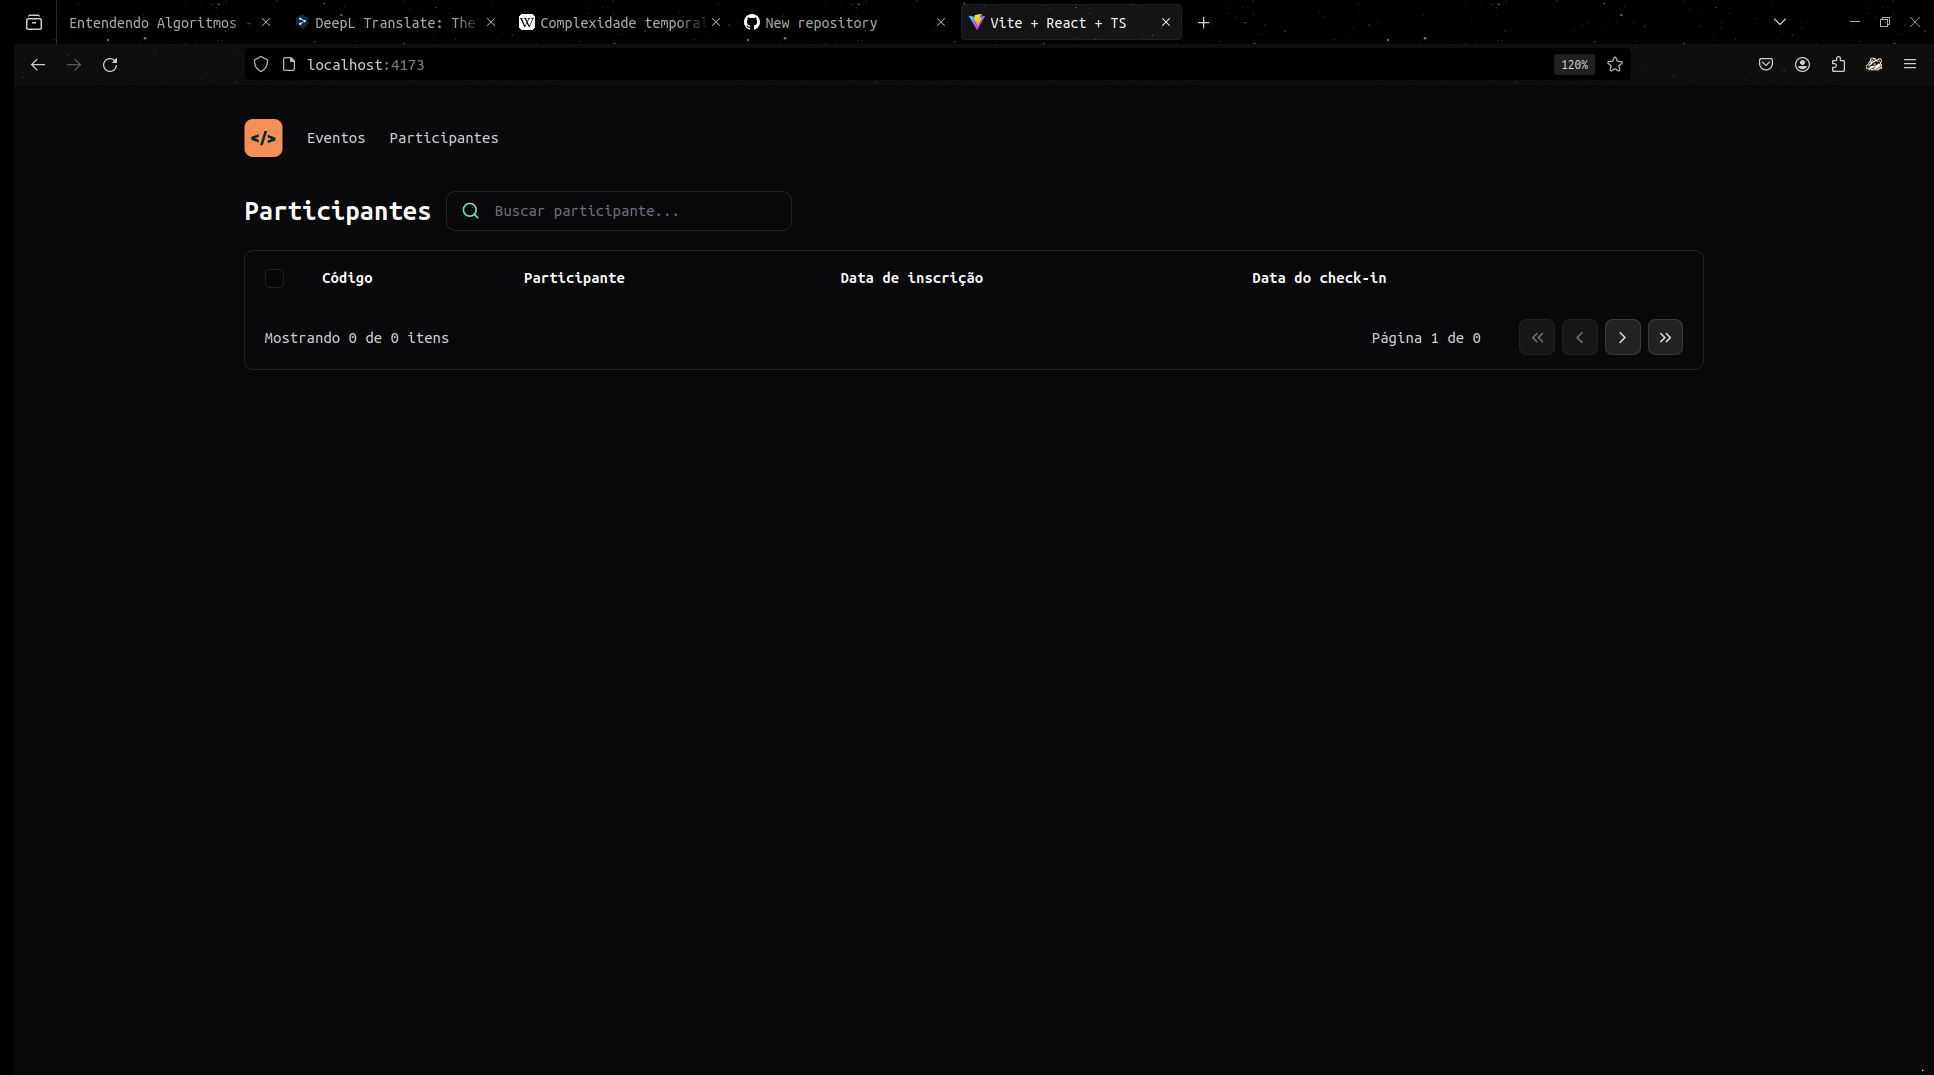 Entendendo Algoritmos -
DeepL Translate: The
Complexidade temporal
New repository
Vite + React + TS
localhost:4173
120%
</>
Eventos
Participantes
Participantes
Buscar participante...
Código
Participante
Data de inscrição
Data do check-in
Mostrando 0 de 0 itens
Página 1 de 0